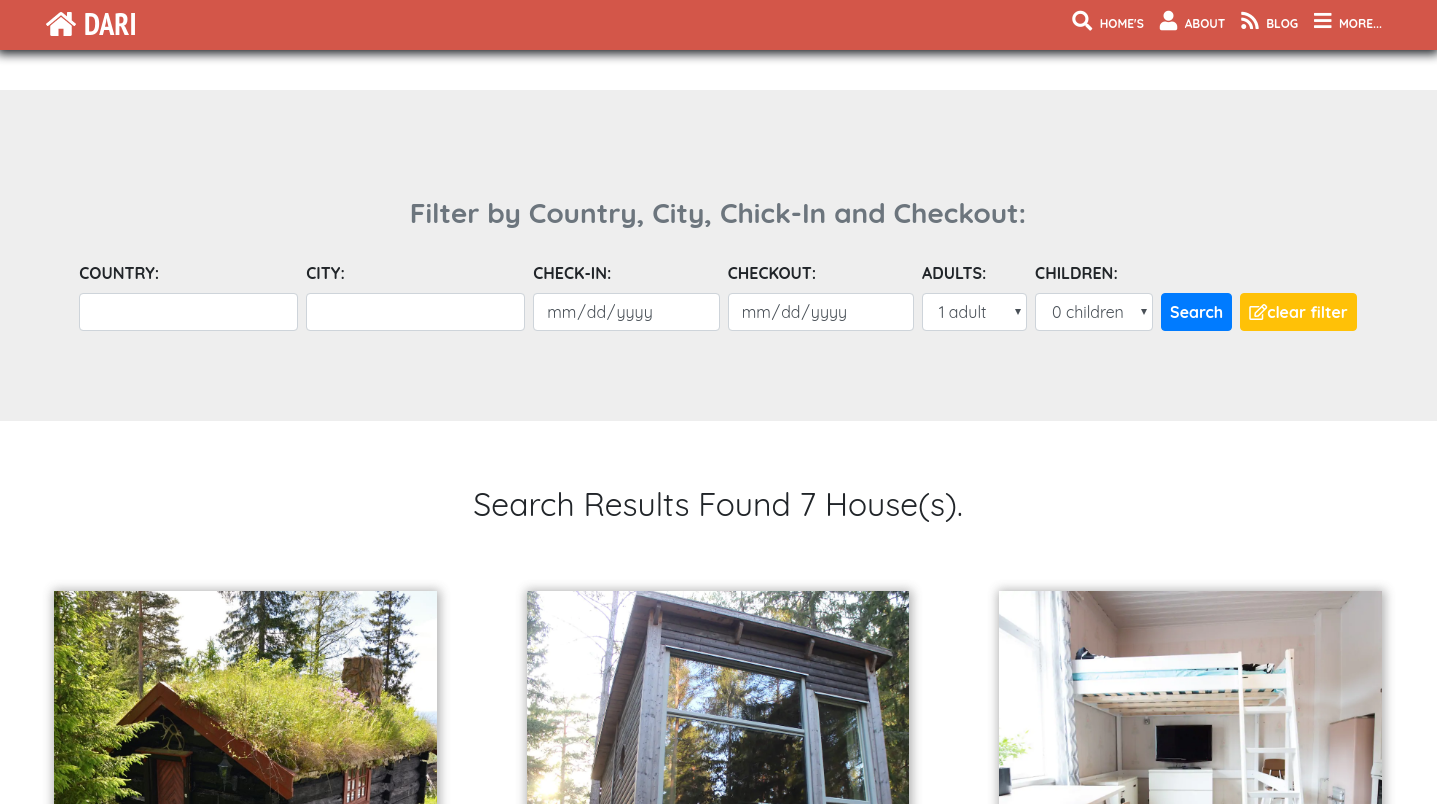 DARI
HOME'S ABOUT BLOG MORE...
Filter by Country, City, Chick-In and Checkout:
COUNTRY: CITY: CHECK-IN: CHECKOUT: ADULTS: CHILDREN:
mm/dd/yyyy mm/dd/yyyy 1 adult 0 children Search clear filter
Search Results Found 7 House(s).